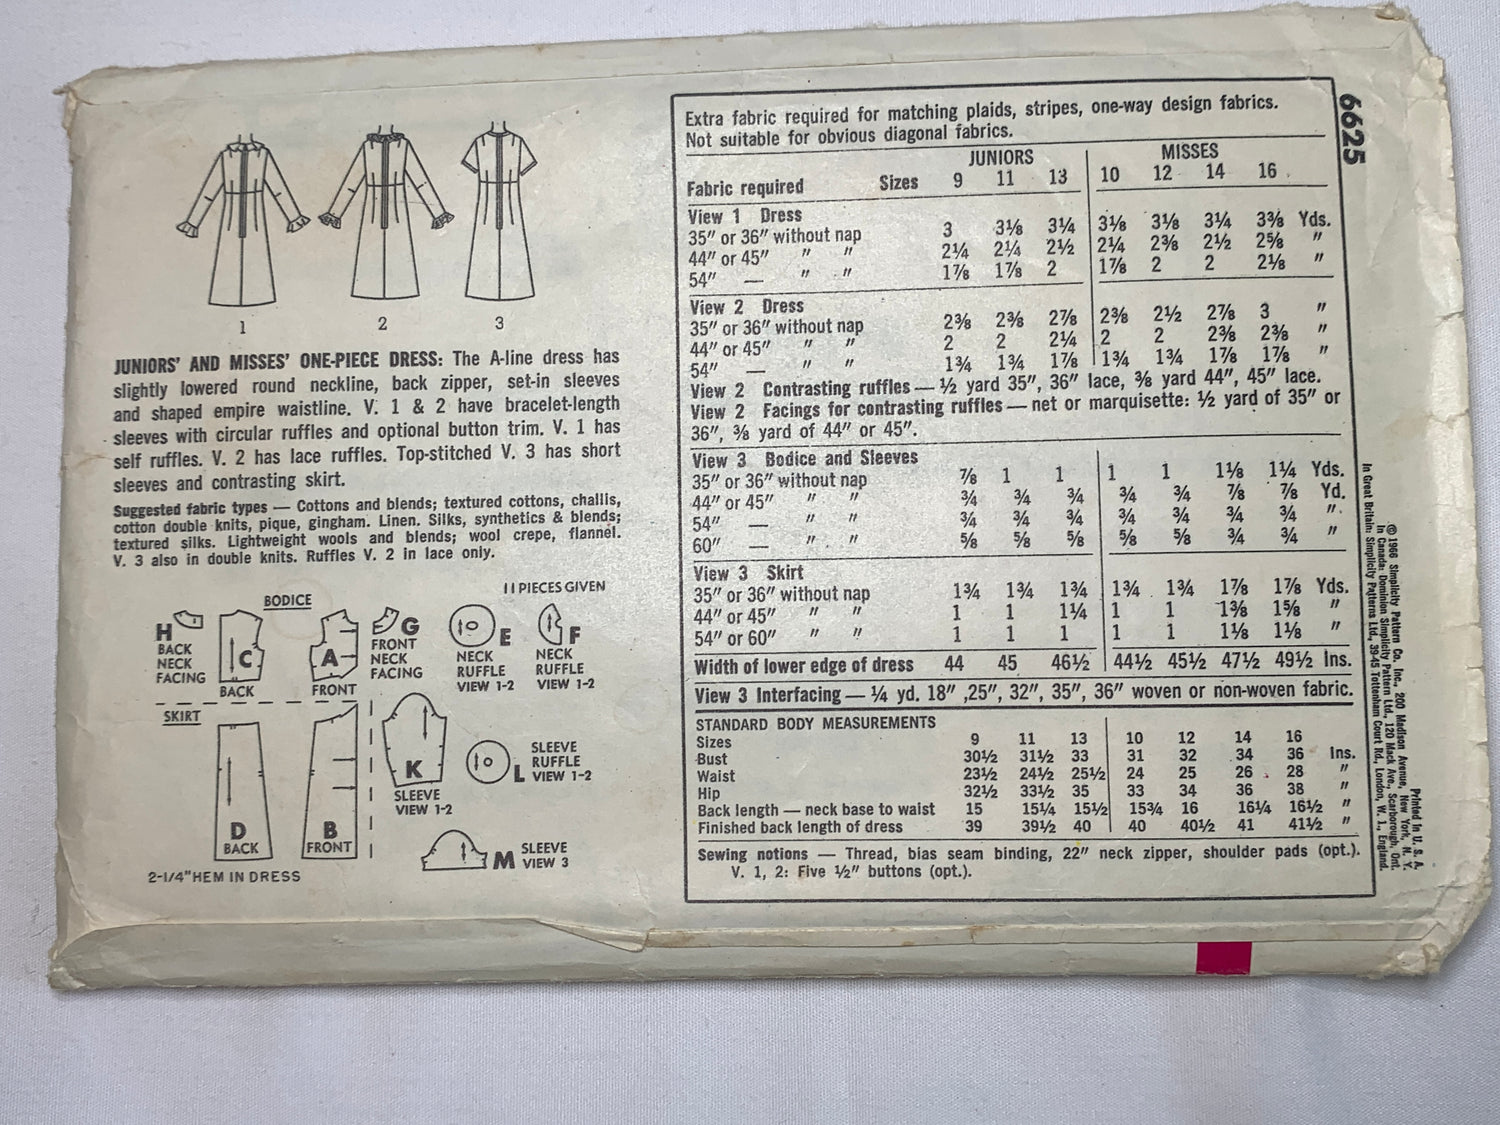 1
2
3
JUNIORS' AND MISSES' ONE-PIECE DRESS: The A-line dress has
slightly lowered round neckline, back zipper, set-in sleeves
and shaped empire waistline. V. 1 & 2 have bracelet-length
sleeves with circular ruffles and optional button trim. V. 1 has
self ruffles. V. 2 has lace ruffles. Top-stitched V. 3 has short
sleeves and contrasting skirt.
Suggested fabric types — Cottons and blends; textured cottons, challis,
cotton double knits, pique, gingham. Linen. Silks, synthetics & blends;
textured silks. Lightweight wools and blends; wool crepe, flannel.
V. 3 also in double knits. Ruffles V. 2 in lace only.
11 PIECES GIVEN
BODICE
H
BACK
NECK
FACING
C
BACK
A
FRONT
G
FRONT
NECK
FACING
E
NECK
RUFFLE
VIEW 1-2
F
NECK
RUFFLE
VIEW 1-2
SKIRT
D
BACK
B
FRONT
K
SLEEVE
VIEW 1-2
L
SLEEVE
RUFFLE
VIEW 1-2
M
SLEEVE
VIEW 3
2-1/4" HEM IN DRESS
6625
Extra fabric required for matching plaids, stripes, one-way design fabrics.
Not suitable for obvious diagonal fabrics.
JUNIORS MISSES
Fabric required Sizes 9 11 13 10 12 14 16
View 1 Dress
35" or 36" without nap 3 3⅛ 3¼ 3⅛ 3⅛ 3¼ 3⅜ Yds.
44" or 45" " " 2¼ 2¼ 2½ 2¼ 2⅜ 2½ 2⅝ "
54" — " " 1⅞ 1⅞ 2 1⅞ 2 2 2⅛ "
View 2 Dress
35" or 36" without nap 2⅜ 2⅜ 2⅞ 2⅜ 2½ 2⅞ 3 "
44" or 45" " " 2 2 2¼ 2 2 2⅜ 2⅜ "
54" — " " 1¾ 1¾ 1⅞ 1¾ 1¾ 1⅞ 1⅞ "
View 2 Contrasting ruffles — ½ yard 35", 36" lace, ⅜ yard 44", 45" lace.
View 2 Facings for contrasting ruffles — net or marquisette: ½ yard of 35" or
36", ⅜ yard of 44" or 45".
View 3 Bodice and Sleeves
35" or 36" without nap ⅞ 1 1 1 1 1⅛ 1¼ Yds.
44" or 45" " " ¾ ¾ ¾ ¾ ¾ ⅞ ⅞ Yd.
54" — " " ¾ ¾ ¾ ¾ ¾ ¾ ¾ "
60" — " " ⅝ ⅝ ⅝ ⅝ ⅝ ¾ ¾ "
View 3 Skirt
35" or 36" without nap 1¾ 1¾ 1¾ 1¾ 1¾ 1⅞ 1⅞ Yds.
44" or 45" " " 1 1 1¼ 1 1 1⅜ 1⅝ "
54" or 60" " " 1 1 1 1 1 1⅛ 1⅛ "
Width of lower edge of dress 44 45 46½ 44½ 45½ 47½ 49½ Ins.
View 3 Interfacing — ¼ yd. 18" ,25", 32", 35", 36" woven or non-woven fabric.
STANDARD BODY MEASUREMENTS
Sizes 9 11 13 10 12 14 16
Bust 30½ 31½ 33 31 32 34 36 Ins.
Waist 23½ 24½ 25½ 24 25 26 28 "
Hip 32½ 33½ 35 33 34 36 38 "
Back length — neck base to waist 15 15¼ 15½ 15¾ 16 16¼ 16½ "
Finished back length of dress 39 39½ 40 40 40½ 41 41½ "
Sewing notions — Thread, bias seam binding, 22" neck zipper, shoulder pads (opt.).
V. 1, 2: Five ½" buttons (opt.).
Printed in U. S. A.
© 1966 Simplicity Pattern Co. Inc., 200 Madison Avenue, New York, N. Y.
In Canada: Dominion Simplicity Pattern Ltd., 120 Mack Ave., Scarborough, Ont.
In Great Britain: Simplicity Patterns Ltd., 39-45 Tottenham Court Rd., London, W. 1., England.